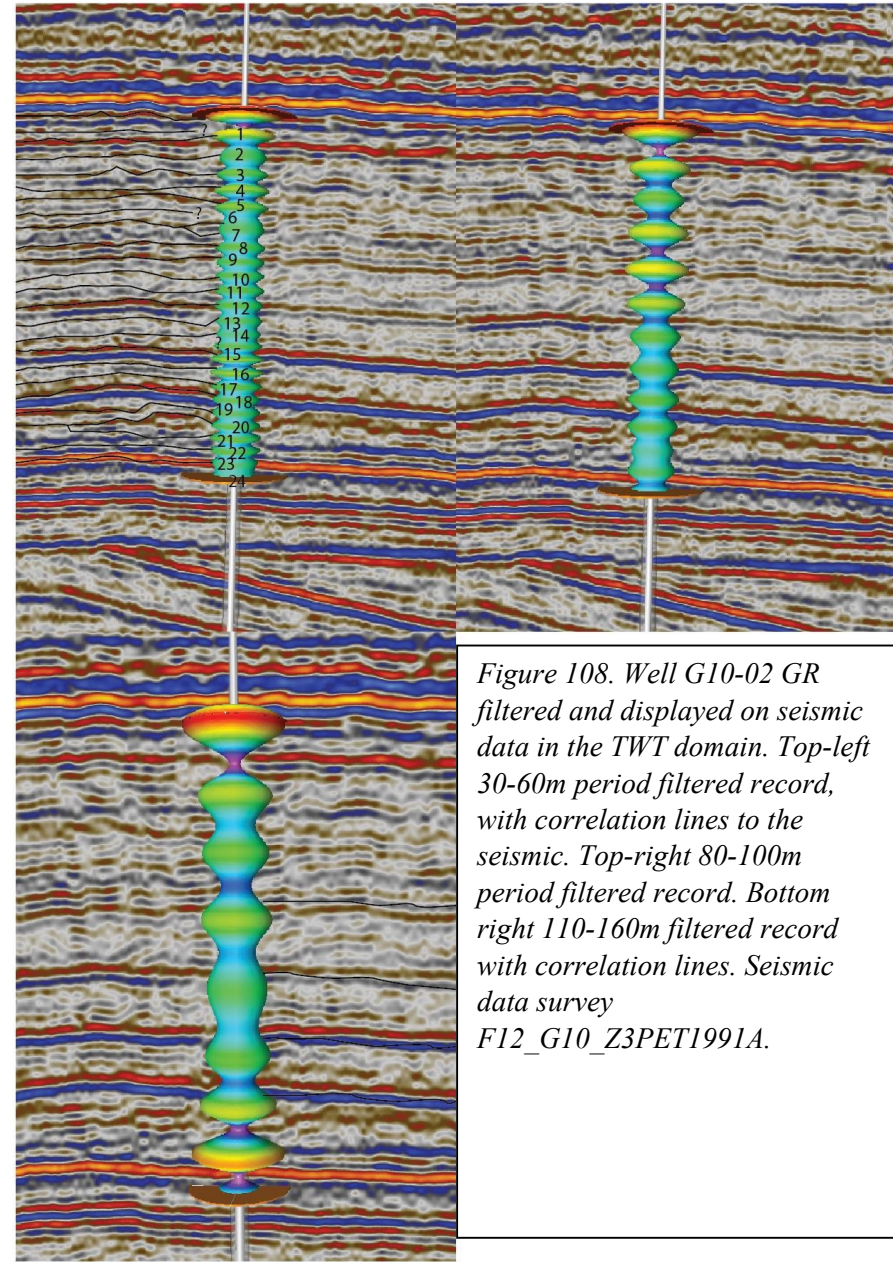 ?
1
2
3
4
5
?
6
7
8
9
10
11
12
13
14
?
15
16
17
18
19
20
21
22
23
24
Figure 108. Well G10-02 GR
filtered and displayed on seismic
data in the TWT domain. Top-left
30-60m period filtered record,
with correlation lines to the
seismic. Top-right 80-100m
period filtered record. Bottom
right 110-160m filtered record
with correlation lines. Seismic
data survey
F12_G10_Z3PET1991A.